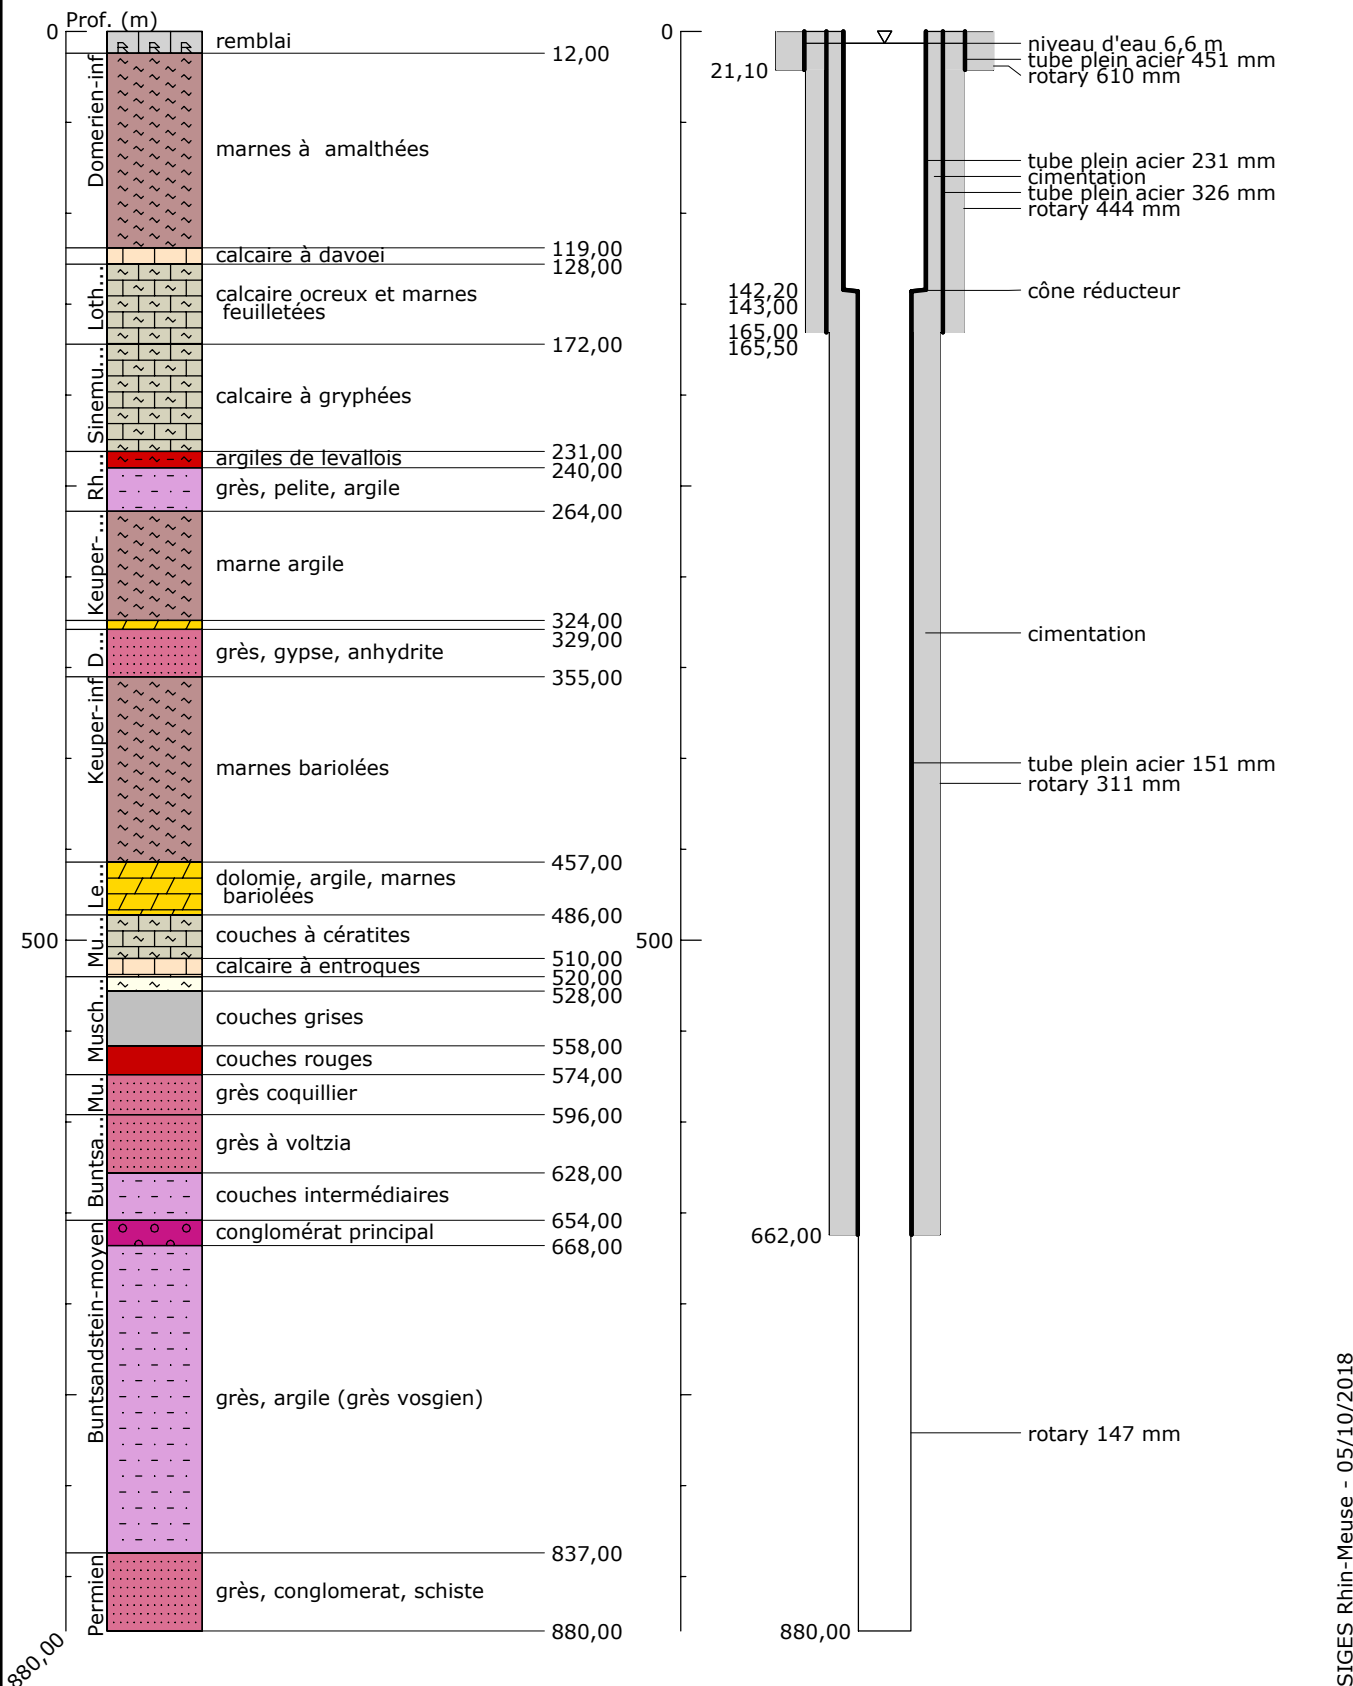 Prof. (m)
0
remblai
12,00
Domerien-inf
marnes à  amalthées
119,00
calcaire à davoei
128,00
Loth...
calcaire ocreux et marnes
feuilletées
172,00
Sinemu...
calcaire à gryphées
231,00
argiles de levallois
240,00
Rh...
grès, pelite, argile
264,00
Keuper-...
marne argile
324,00
329,00
D...
grès, gypse, anhydrite
355,00
Keuper-inf
marnes bariolées
457,00
Le...
dolomie, argile, marnes
bariolées
486,00
500
Mu...
couches à cératites
510,00
calcaire à entroques
520,00
528,00
Musch...
couches grises
558,00
couches rouges
574,00
Mu.
grès coquillier
596,00
Buntsa...
grès à voltzia
628,00
couches intermédiaires
654,00
conglomérat principal
668,00
Buntsandstein-moyen
grès, argile (grès vosgien)
837,00
Permien
grès, conglomerat, schiste
880,00
880,00
0
niveau d'eau 6,6 m
tube plein acier 451 mm
21,10
rotary 610 mm
tube plein acier 231 mm
cimentation
tube plein acier 326 mm
rotary 444 mm
142,20
cône réducteur
143,00
165,00
165,50
500
cimentation
tube plein acier 151 mm
rotary 311 mm
662,00
rotary 147 mm
880,00
SIGES Rhin-Meuse - 05/10/2018